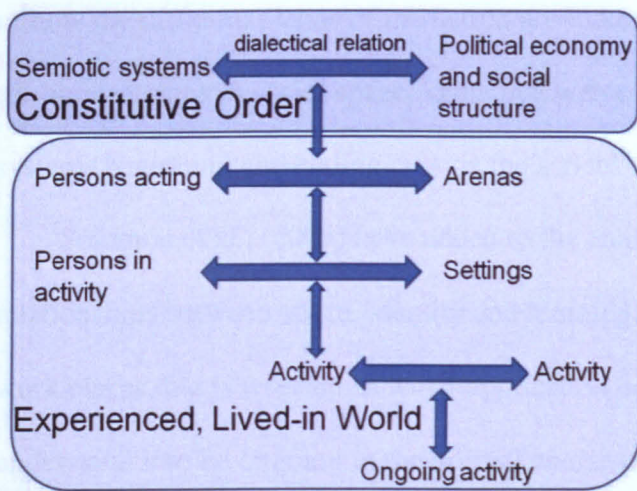 dialectical relation
Semiotic systems
Political economy
and social
structure
Constitutive Order
Persons acting
Arenas
Persons in
activity
Settings
Activity
Activity
Experienced, Lived-in World
Ongoing activity